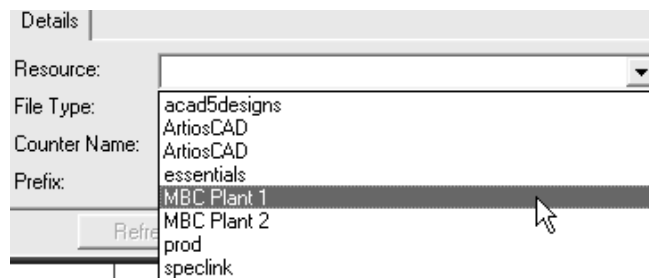 Details
Resource:
File Type:
Counter Name:
Prefix:
acad5designs
ArtiosCAD
ArtiosCAD
essentials
MBC Plant 1
MBC Plant 2
prod
speclink
Refre